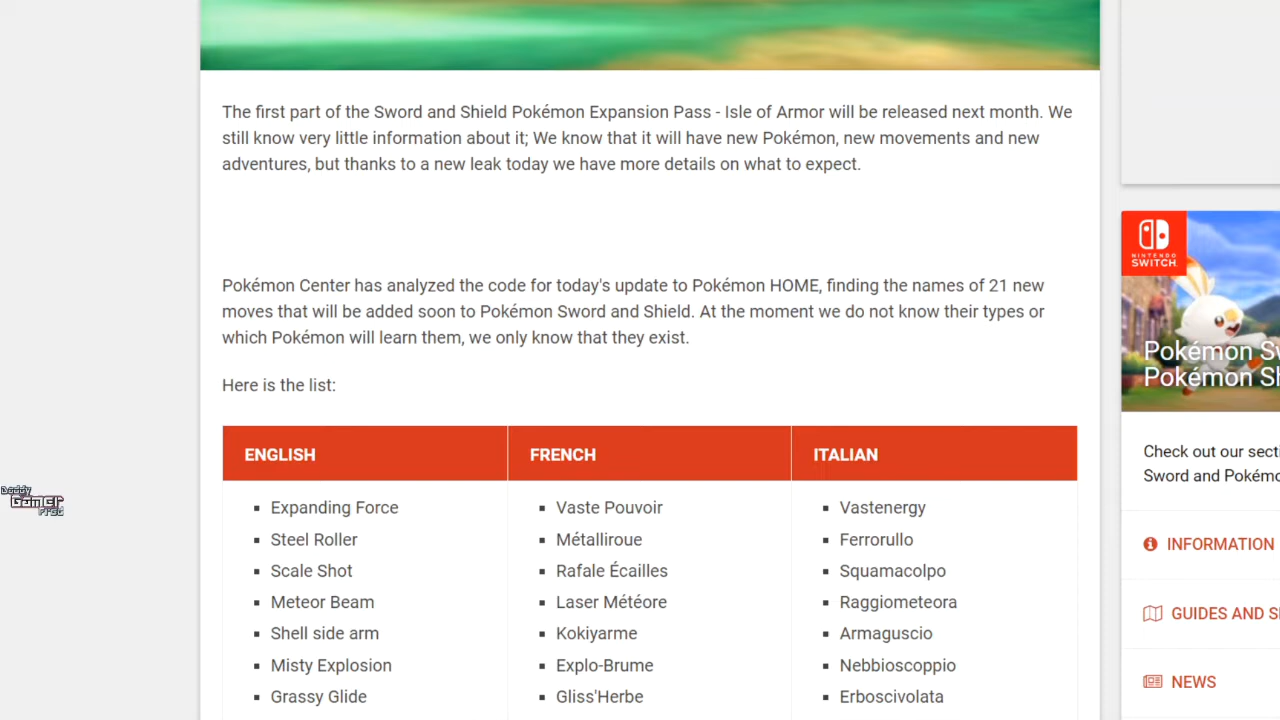 The first part of the Sword and Shield Pokémon Expansion Pass - Isle of Armor will be released next month. We
still know very little information about it; We know that it will have new Pokémon, new movements and new
adventures, but thanks to a new leak today we have more details on what to expect.
Pokémon Center has analyzed the code for today's update to Pokémon HOME, finding the names of 21 new
moves that will be added soon to Pokémon Sword and Shield. At the moment we do not know their types or
which Pokémon will learn them, we only know that they exist.
Here is the list:
ENGLISH
Expanding Force
Steel Roller
Scale Shot
Meteor Beam
Shell side arm
Misty Explosion
Grassy Glide
FRENCH
Vaste Pouvoir
Métalliroue
Rafale Écailles
Laser Météore
Kokiyarme
Explo-Brume
Gliss'Herbe
ITALIAN
Vastenergy
Ferrorullo
Squamacolpo
Raggiometeora
Armaguscio
Nebbioscoppio
Erboscivolata
NINTENDO
SWITCH
Pokémon Sw
Pokémon Sh
Check out our secti
Sword and Pokémo
INFORMATION
GUIDES AND S
NEWS
Daddy
Gamer
Fred